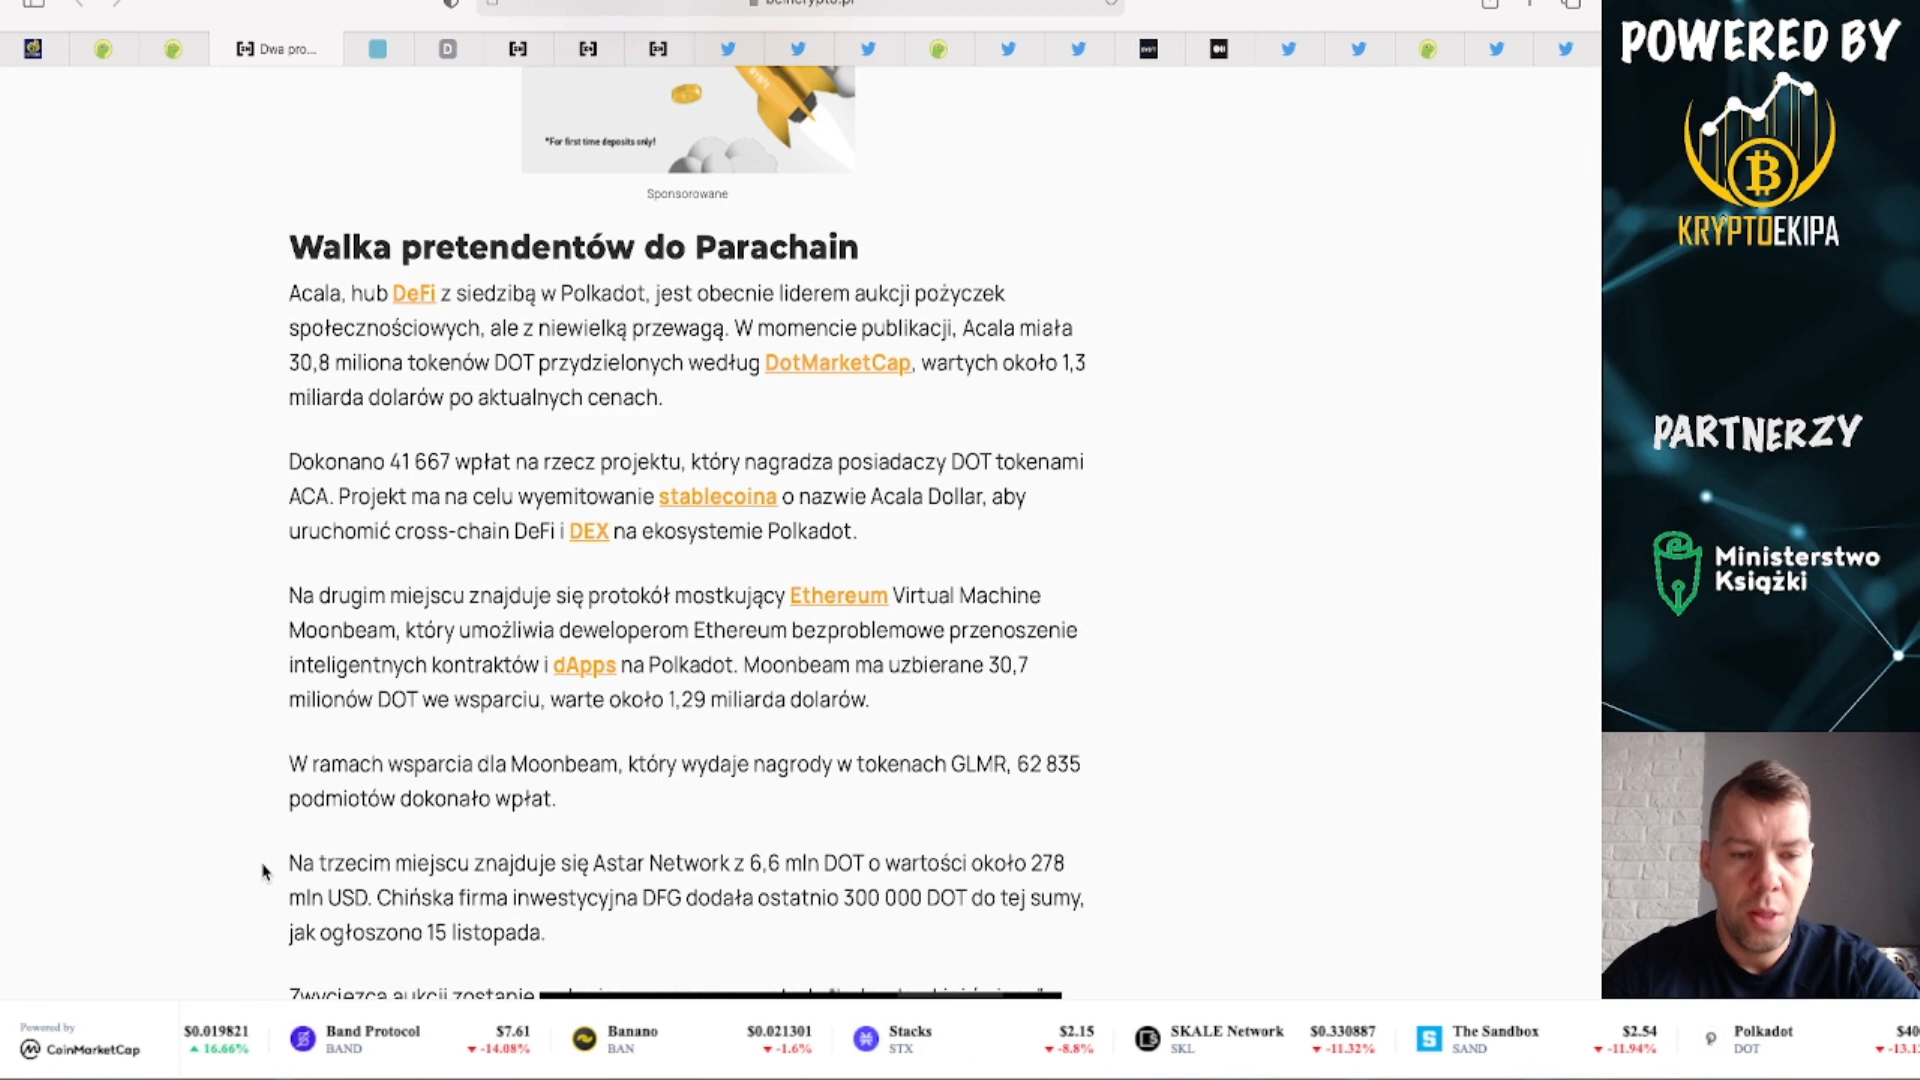 beincrypto.pl
Dwa pro...
*For first time deposits only!
Sponsorowane
Walka pretendentów do Parachain
Acala, hub DeFi z siedzibą w Polkadot, jest obecnie liderem aukcji pożyczek
społecznościowych, ale z niewielką przewagą. W momencie publikacji, Acala miała
30,8 miliona tokenów DOT przydzielonych według DotMarketCap, wartych około 1,3
miliarda dolarów po aktualnych cenach.
Dokonano 41 667 wpłat na rzecz projektu, który nagradza posiadaczy DOT tokenami
ACA. Projekt ma na celu wyemitowanie stablecoina o nazwie Acala Dollar, aby
uruchomić cross-chain DeFi i DEX na ekosystemie Polkadot.
Na drugim miejscu znajduje się protokół mostkujący Ethereum Virtual Machine
Moonbeam, który umożliwia deweloperom Ethereum bezproblemowe przenoszenie
inteligentnych kontraktów i dApps na Polkadot. Moonbeam ma uzbierane 30,7
milionów DOT we wsparciu, warte około 1,29 miliarda dolarów.
W ramach wsparcia dla Moonbeam, który wydaje nagrody w tokenach GLMR, 62 835
podmiotów dokonało wpłat.
Na trzecim miejscu znajduje się Astar Network z 6,6 mln DOT o wartości około 278
mln USD. Chińska firma inwestycyjna DFG dodała ostatnio 300 000 DOT do tej sumy,
jak ogłoszono 15 listopada.
Zwycięzca aukcji zostanie
POWERED BY
KRYPTOEKIPA
PARTNERZY
Ministerstwo
Książki
Powered by
CoinMarketCap
$0.019821
16.66%
Band Protocol $7.61
BAND -14.08%
Banano $0.021301
BAN -1.6%
Stacks $2.15
STX -8.8%
SKALE Network $0.330887
SKL -11.32%
The Sandbox $2.54
SAND -11.94%
Polkadot $40
DOT -13.1